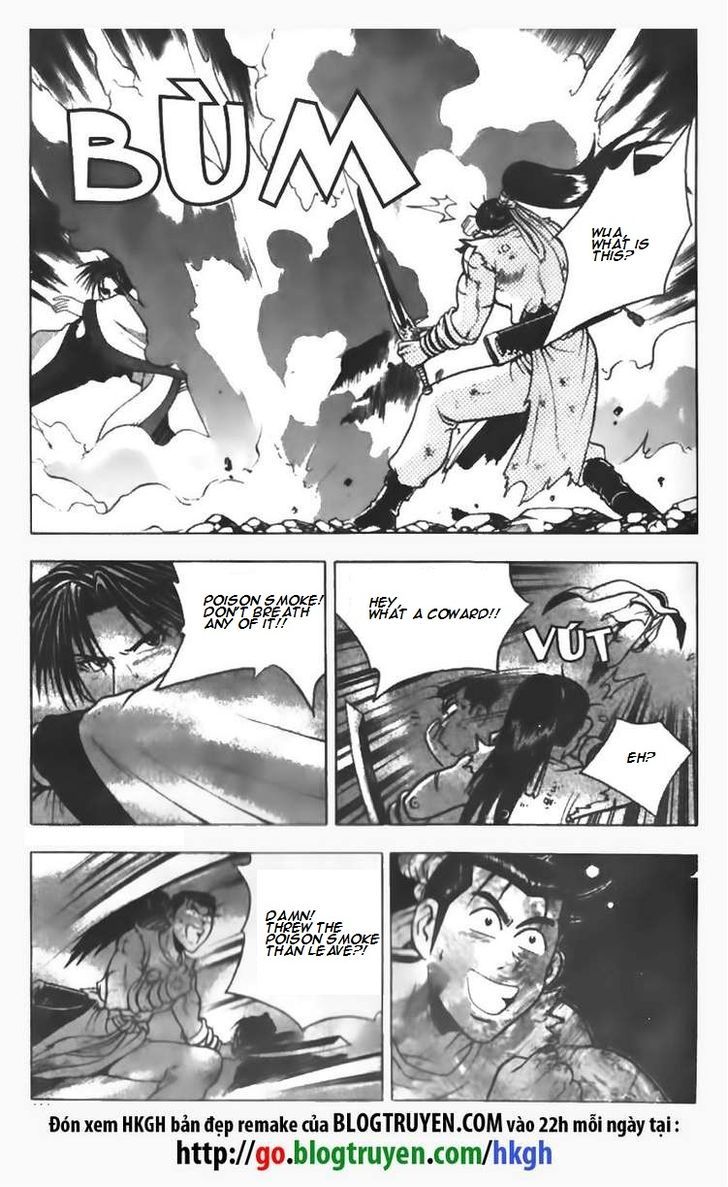 BÙM
WUA,
WHAT IS
THIS?
POISON SMOKE!
DON'T BREATH
ANY OF IT!!
HEY,
WHAT A COWARD!!
VÚT
EH?
DAMN!
THREW THE
POISON SMOKE
THAN LEAVE?!
Đón xem HKGH bản đẹp remake của BLOGTRUYEN.COM vào 22h mỗi ngày tại :
http://go.blogtruyen.com/hkgh